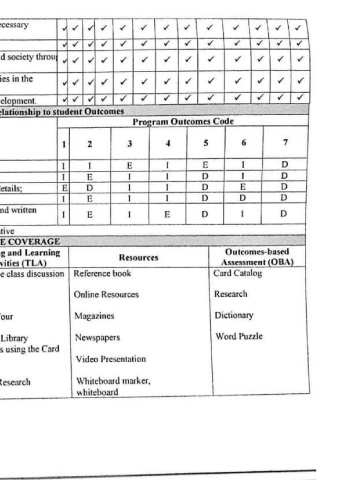 ecessary ✓ ✓ ✓ ✓ ✓ ✓ ✓ ✓ ✓ ✓ ✓
✓ ✓ ✓ ✓ ✓ ✓ ✓ ✓ ✓ ✓ ✓
d society throug ✓ ✓ ✓ ✓ ✓ ✓ ✓ ✓ ✓ ✓ ✓
ies in the ✓ ✓ ✓ ✓ ✓ ✓ ✓ ✓ ✓ ✓ ✓
elopment. ✓ ✓ ✓ ✓ ✓ ✓ ✓ ✓ ✓ ✓ ✓
elationship to student Outcomes
Program Outcomes Code
1 2 3 4 5 6 7
I I E I E I D
I E I I D I D
etails; E D I I D E D
I E I I D D D
nd written I E I E D I D
tive
E COVERAGE
g and Learning Resources Outcomes-based
vities (TLA) Assessment (OBA)
e class discussion Reference book Card Catalog
Online Resources Research
our Magazines Dictionary
Library Newspapers Word Puzzle
s using the Card
Video Presentation
Research Whiteboard marker,
whiteboard